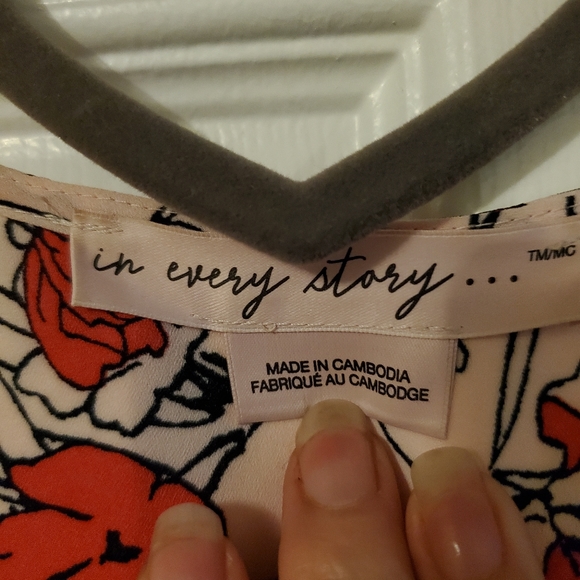 in every story...
TM/MC
MADE IN CAMBODIA
FABRIQUÉ AU CAMBODGE